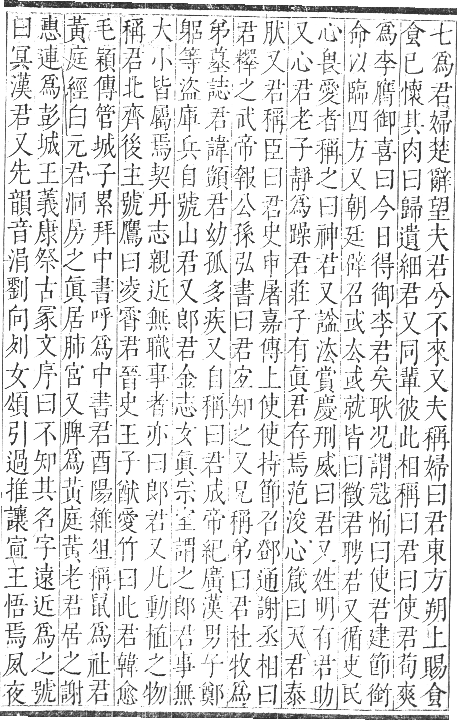 七爲君婦楚辭望夫君兮不來又夫稱婦曰君東方朔上賜食
食已懷其肉曰歸遺細君又同輩彼此相稱曰君曰使君荀爽
爲李膺御喜曰今日得御李君矣耿况謂寇恂曰使君建節銜
命以臨四方又朝廷辟召或厺或就皆曰徵君聘君又循吏民
心畏愛者稱之曰神君又謚法賞慶刑威曰君又姓明有君助
又心君老子靜爲躁君莊子有眞君存焉范浚心箴曰天君泰
肰又君稱臣曰君史申屠嘉傳上使使持節召鄧通謝丞相曰
君釋之武帝報公孫弘書曰君宐知之又兄稱弟曰君杜牧爲
弟墓誌君諱顗君幼孤多疾又自稱曰君成帝紀廣漢男子鄭
躬等盜庫兵自號山君又郎君金志女眞宗室謂之郎君事無
大小皆屬焉契丹志親近無職事者亦曰郎君又凡動植之物
稱君北齊後主號鷹曰凌霄君晉史王子猷愛竹曰此君韓愈
毛穎傳管城子累拜中書呼爲中書君酉陽雜俎稱鼠爲社君
黃庭經曰元君洞房之眞居肺宮又脾爲黃庭黃老君居之謝
惠連爲彭城王義康祭古冢文序曰不知其名字遠近爲之號
曰冥漢君又先韻音涓劉向列女頌引過推讓宣王悟焉夙夜